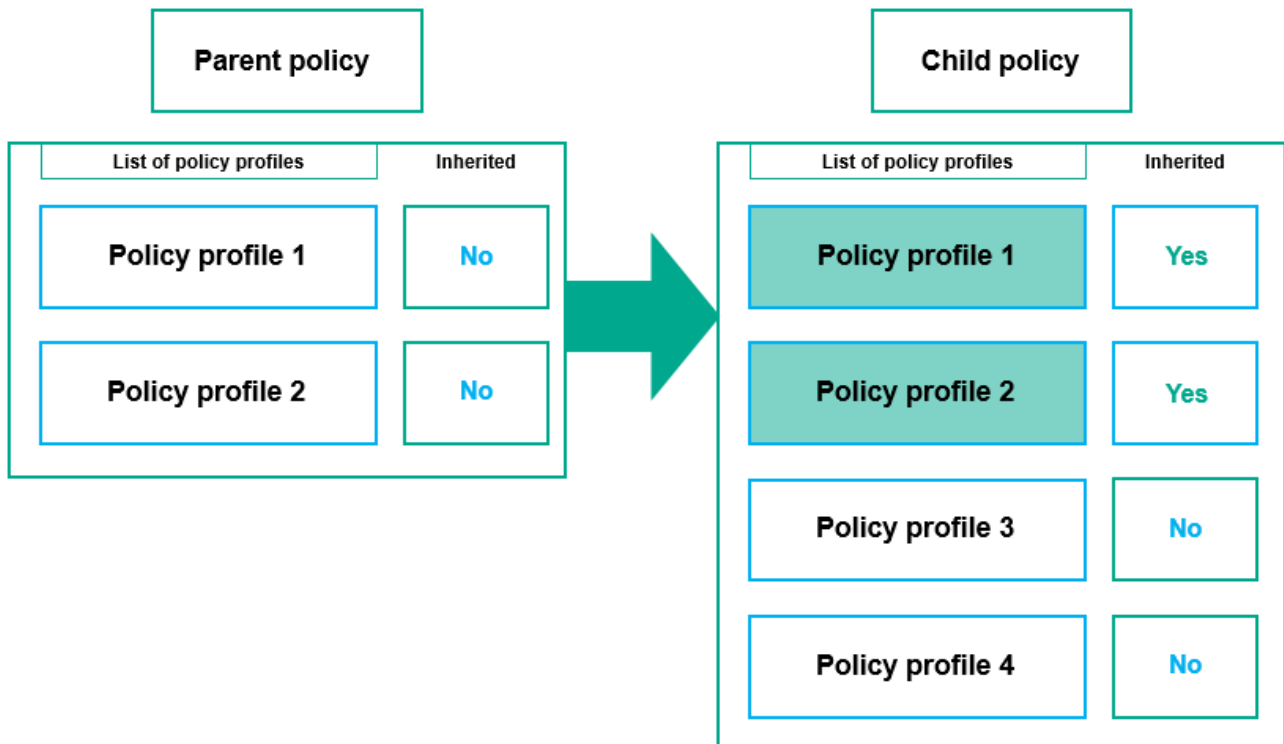 Parent policy
List of policy profiles
Inherited
Policy profile 1
No
Policy profile 2
No
Child policy
List of policy profiles
Inherited
Policy profile 1
Yes
Policy profile 2
Yes
Policy profile 3
No
Policy profile 4
No